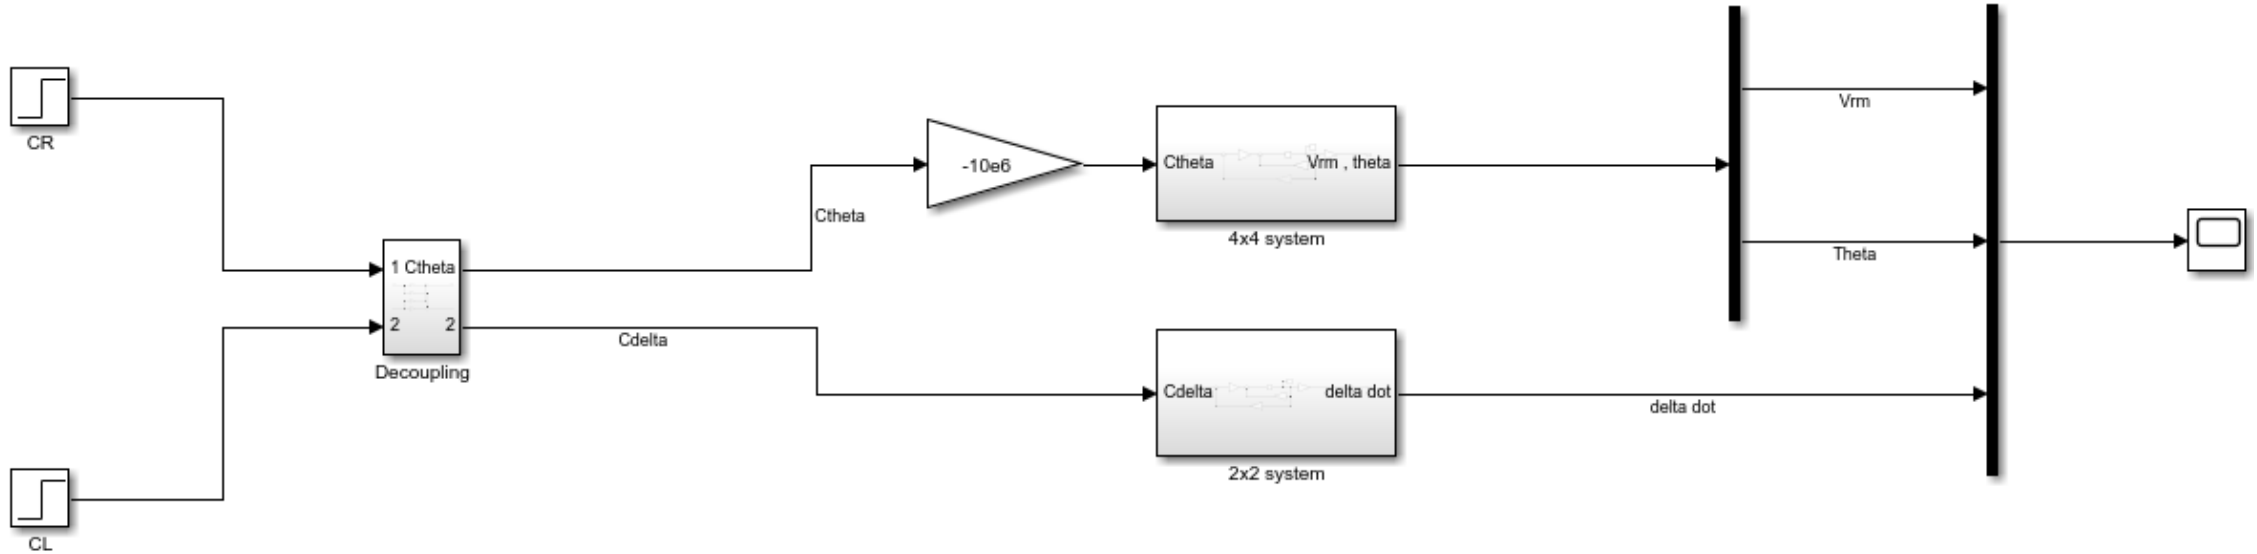 CR
CL
1 Ctheta
2 2
Decoupling
Ctheta
Cdelta
-10e6
Ctheta Vrm , theta
4x4 system
Cdelta delta dot
2x2 system
Vrm
Theta
delta dot